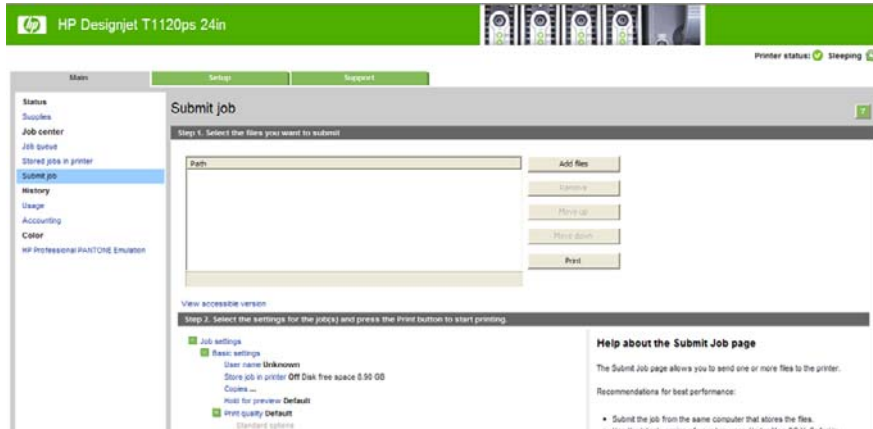 hp HP Designjet T1120ps 24in
Printer status: Sleeping
Main Setup Support
Status
Supplies
Job center
Job queue
Stored jobs in printer
Submit job
History
Usage
Accounting
Color
HP Professional PANTONE Emulation
Submit job
?
Step 1. Select the files you want to submit
Path
Add files
Remove
Move up
Move down
Print
View accessible version
Step 2. Select the settings for the job(s) and press the Print button to start printing.
Job settings
Basic settings
User name Unknown
Store job in printer Off Disk free space 8.90 GB
Copies ...
Hold for preview Default
Print quality Default
Standard options
Help about the Submit Job page
The Submit Job page allows you to send one or more files to the printer.
Recommendations for best performance:
• Submit the job from the same computer that stores the files.